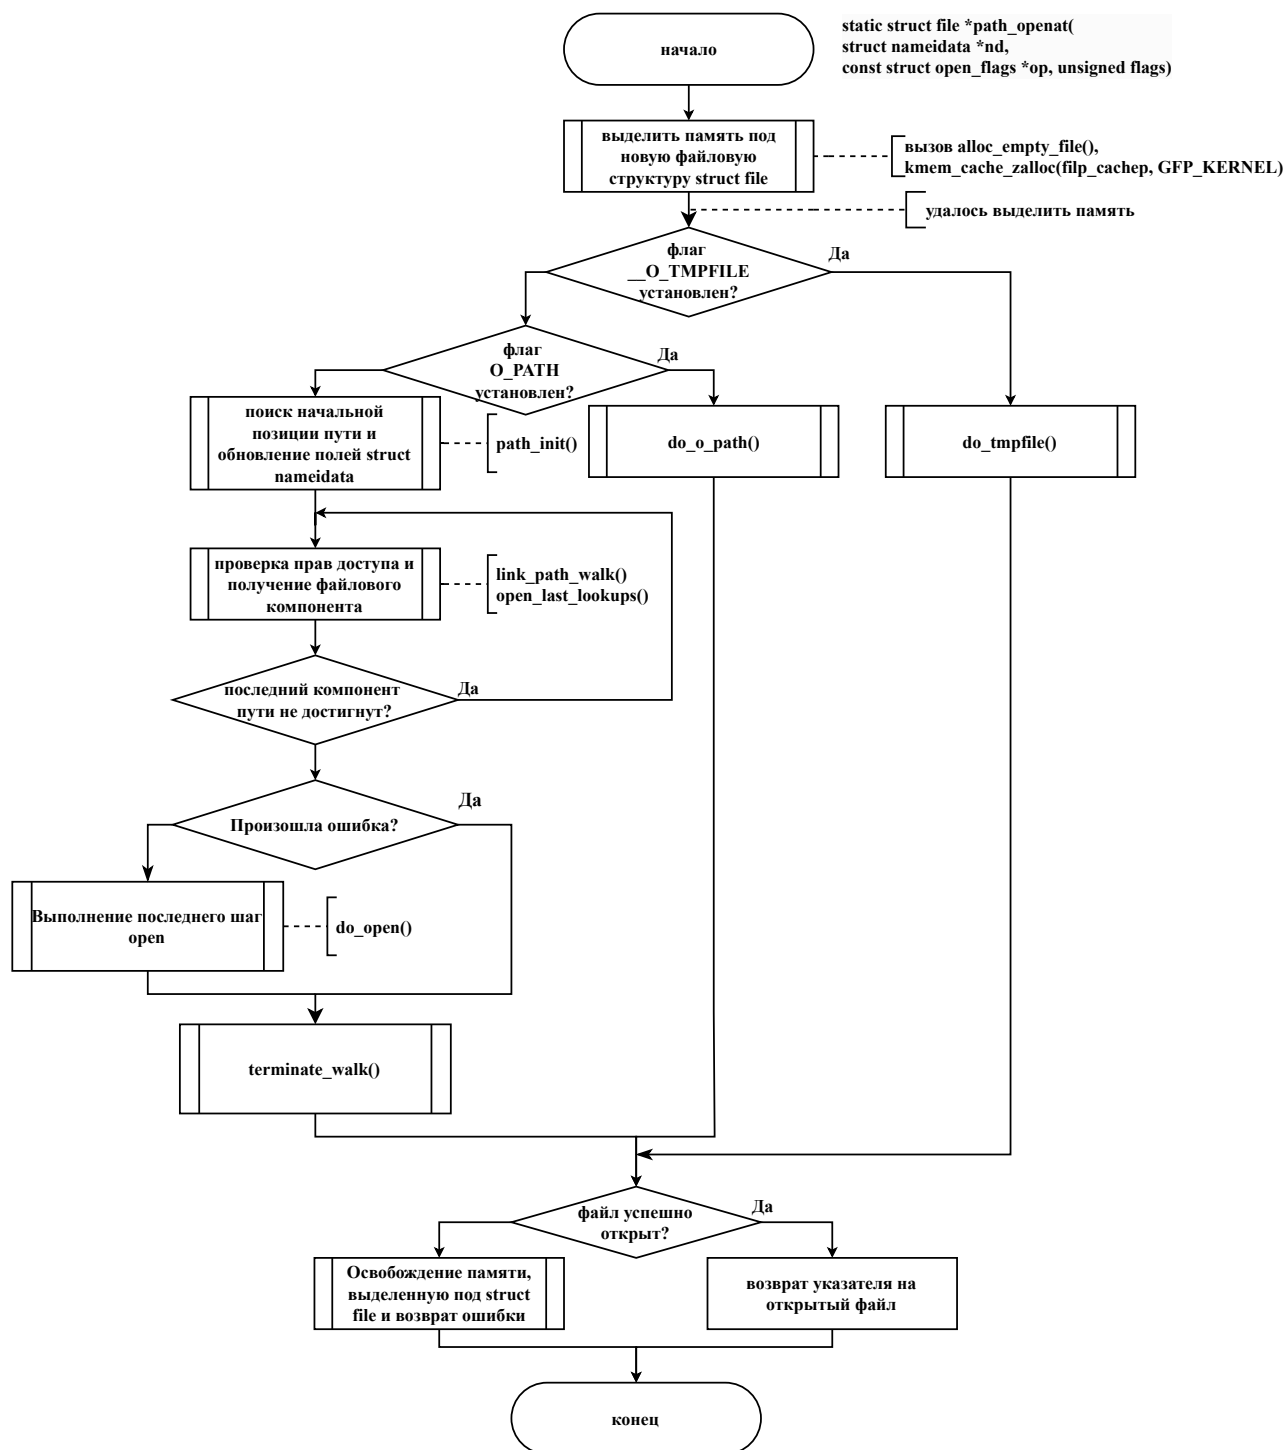 начало
static struct file *path_openat(
struct nameidata *nd,
const struct open_flags *op, unsigned flags)
выделить память под
новую файловую
структуру struct file
вызов alloc_empty_file(),
kmem_cache_zalloc(filp_cachep, GFP_KERNEL)
удалось выделить память
флаг
__O_TMPFILE
установлен?
Да
флаг
O_PATH
установлен?
Да
поиск начальной
позиции пути и
обновление полей struct
nameidata
path_init()
do_o_path()
do_tmpfile()
проверка прав доступа и
получение файлового
компонента
link_path_walk()
open_last_lookups()
последний компонент
пути не достигнут?
Да
Произошла ошибка?
Да
Выполнение последнего шаг
open
do_open()
terminate_walk()
файл успешно
открыт?
Да
Освобождение памяти,
выделенную под struct
file и возврат ошибки
возврат указателя на
открытый файл
конец